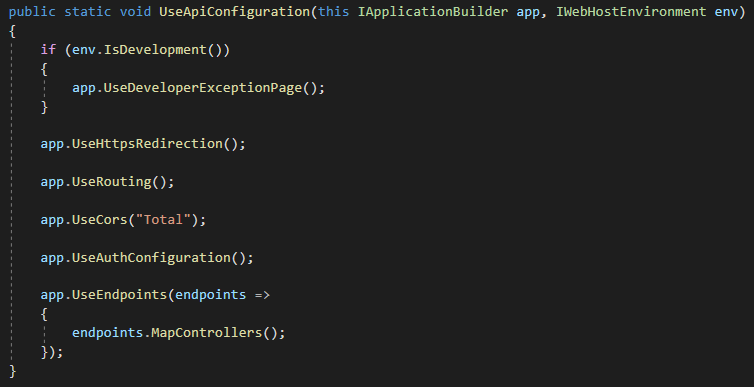 public static void UseApiConfiguration(this IApplicationBuilder app, IWebHostEnvironment env)
{
    if (env.IsDevelopment())
    {
        app.UseDeveloperExceptionPage();
    }

    app.UseHttpsRedirection();

    app.UseRouting();

    app.UseCors("Total");

    app.UseAuthConfiguration();

    app.UseEndpoints(endpoints =>
    {
        endpoints.MapControllers();
    });
}